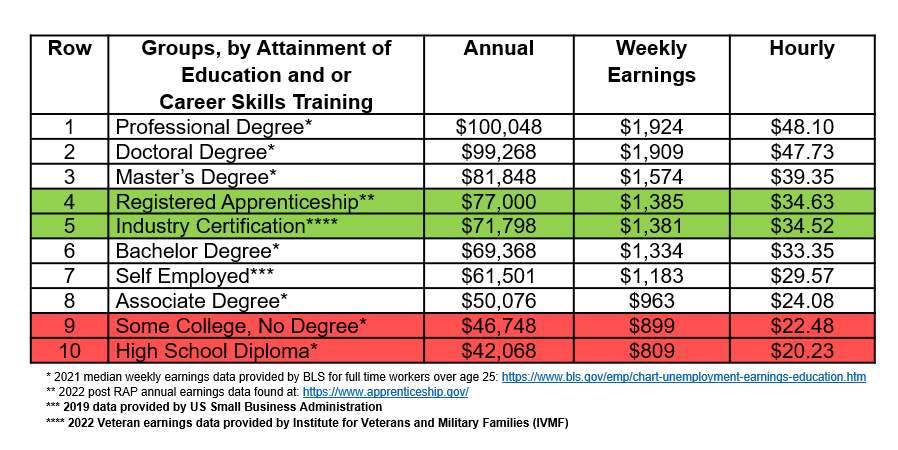 Row Groups, by Attainment of Education and or Career Skills Training Annual Weekly Earnings Hourly
1 Professional Degree* $100,048 $1,924 $48.10
2 Doctoral Degree* $99,268 $1,909 $47.73
3 Master's Degree* $81,848 $1,574 $39.35
4 Registered Apprenticeship** $77,000 $1,385 $34.63
5 Industry Certification**** $71,798 $1,381 $34.52
6 Bachelor Degree* $69,368 $1,334 $33.35
7 Self Employed*** $61,501 $1,183 $29.57
8 Associate Degree* $50,076 $963 $24.08
9 Some College, No Degree* $46,748 $899 $22.48
10 High School Diploma* $42,068 $809 $20.23
* 2021 median weekly earnings data provided by BLS for full time workers over age 25: https://www.bls.gov/emp/chart-unemployment-earnings-education.htm
** 2022 post RAP annual earnings data found at: https://www.apprenticeship.gov/
*** 2019 data provided by US Small Business Administration
**** 2022 Veteran earnings data provided by Institute for Veterans and Military Families (IVMF)